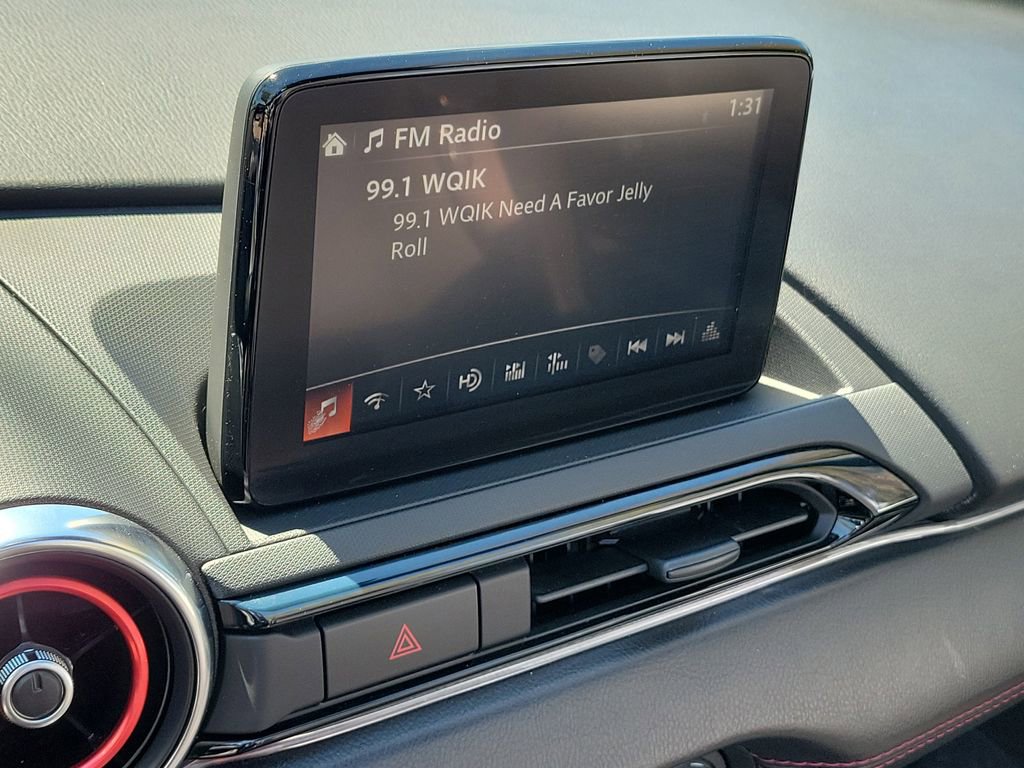 FM Radio
1:31
99.1 WQIK
99.1 WQIK Need A Favor Jelly
Roll
HD